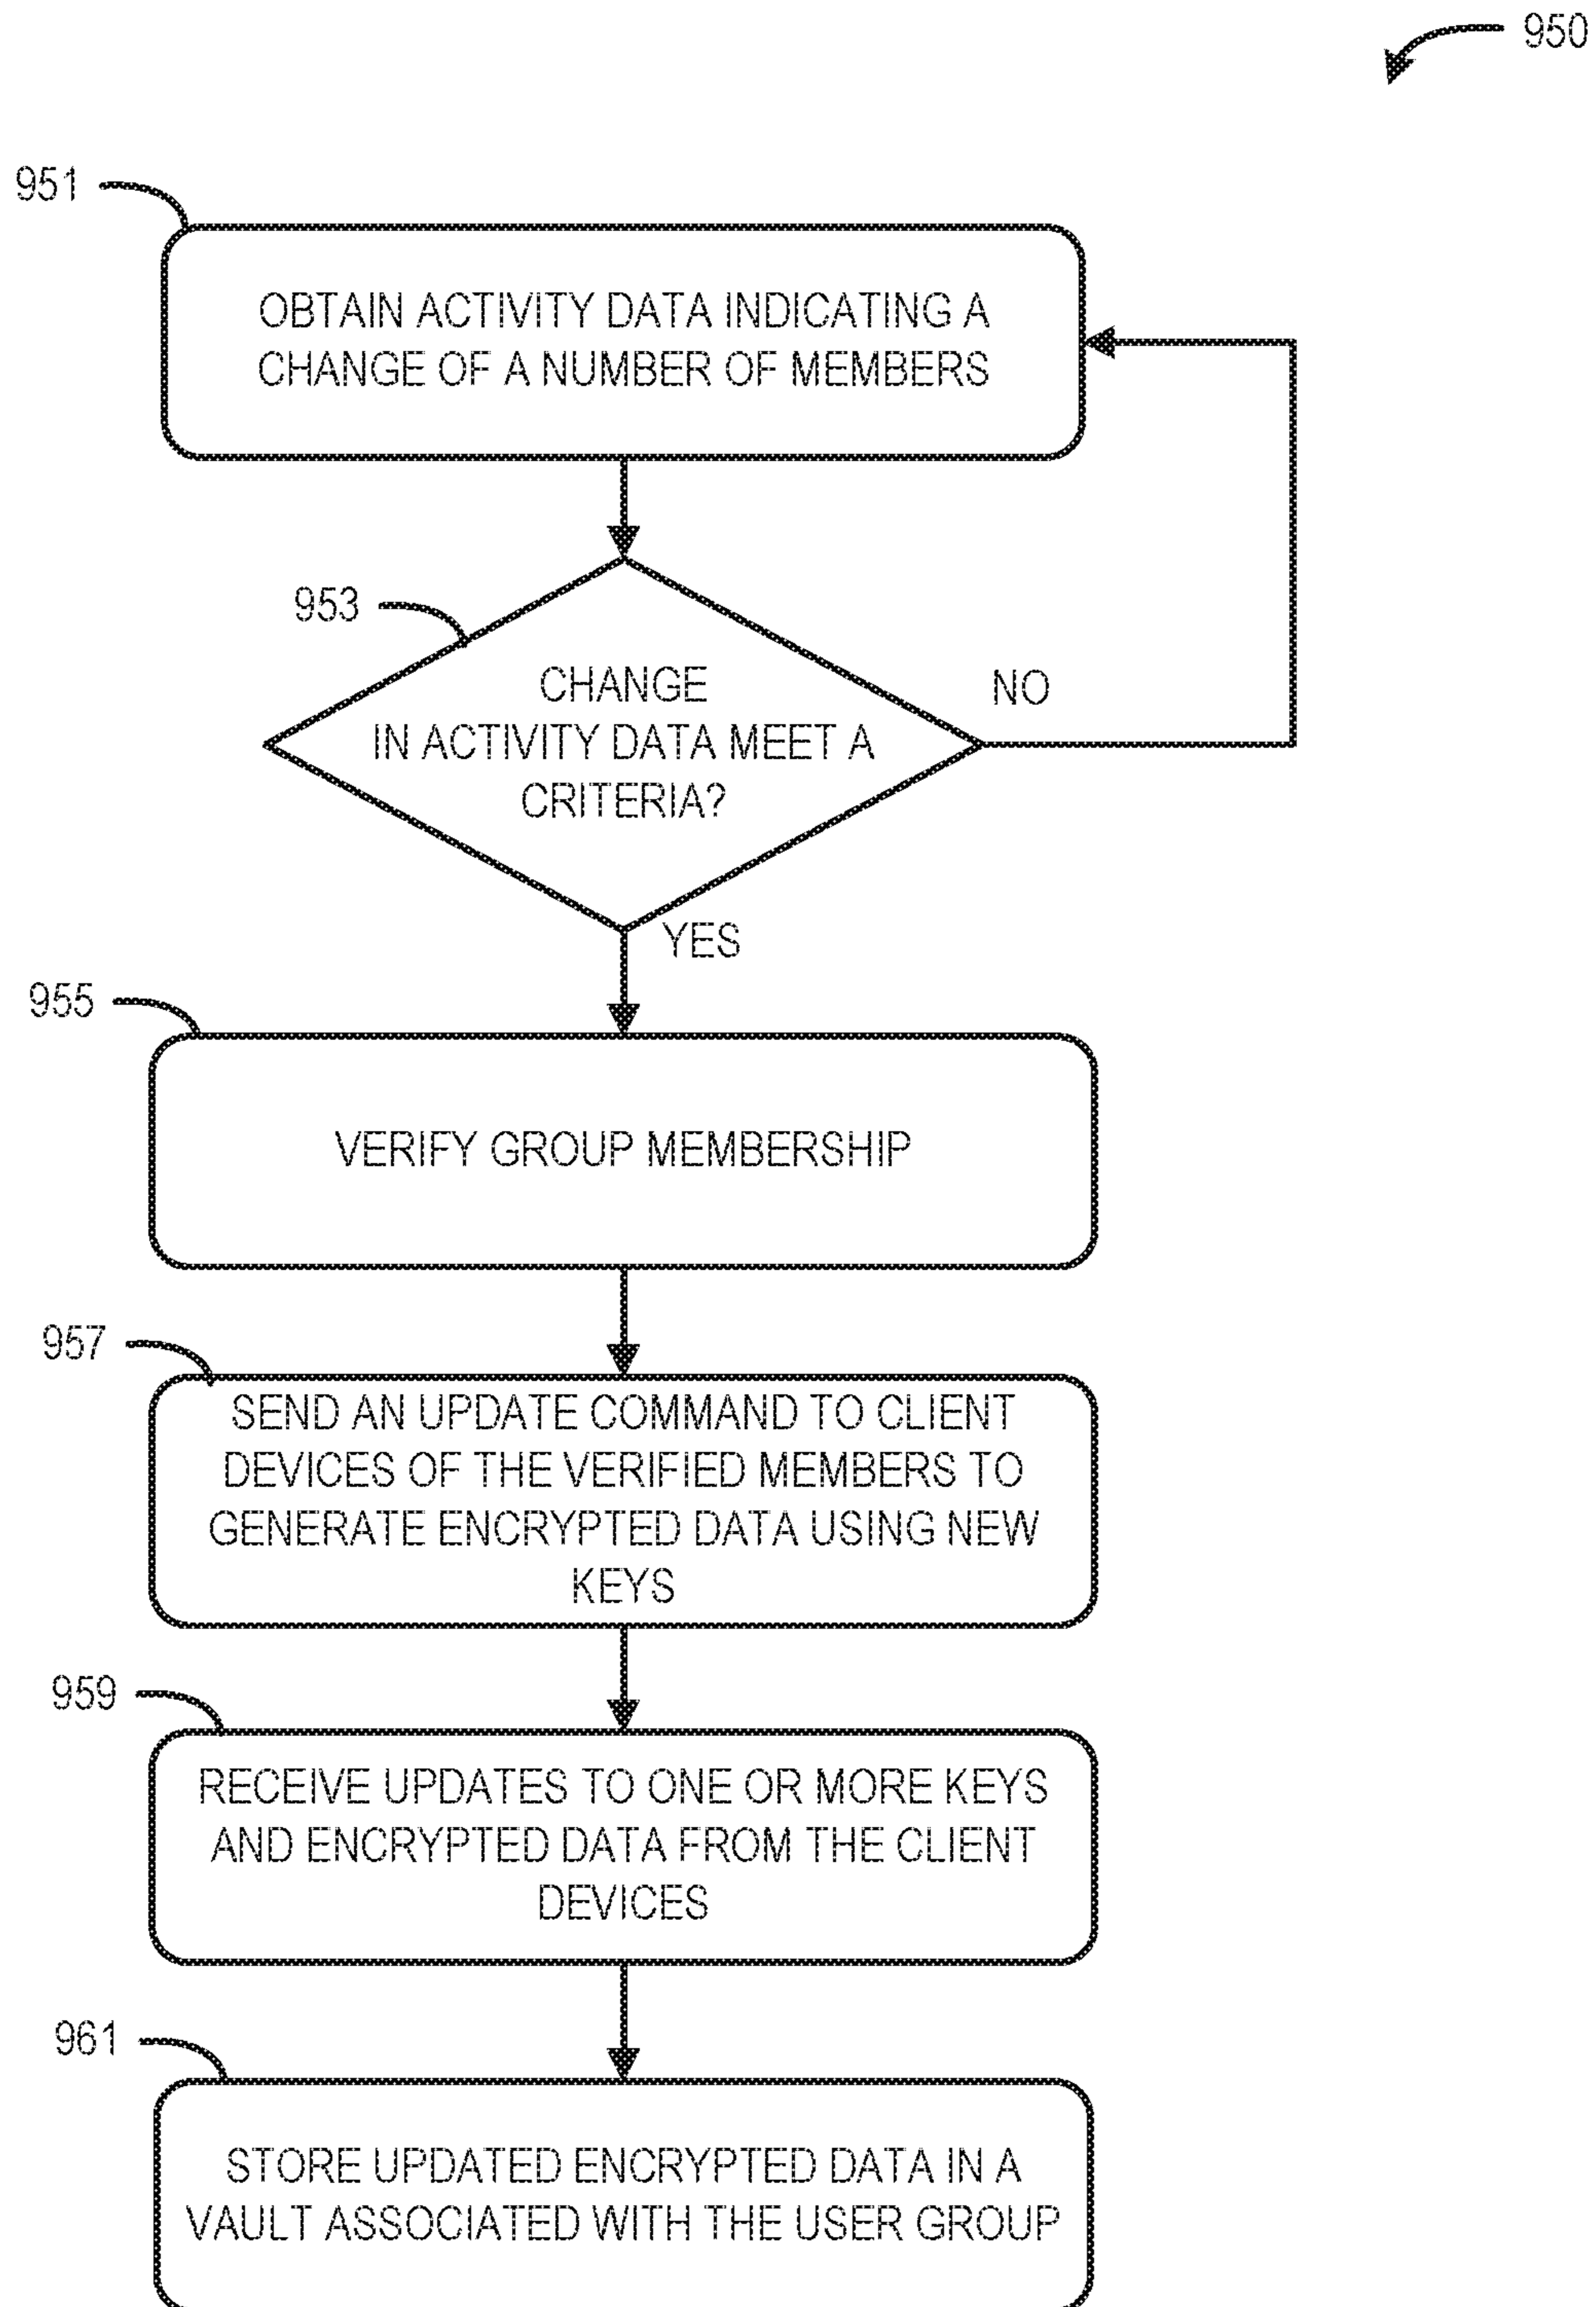 950
951
OBTAIN ACTIVITY DATA INDICATING A
CHANGE OF A NUMBER OF MEMBERS
953
CHANGE
IN ACTIVITY DATA MEET A
CRITERIA?
NO
YES
955
VERIFY GROUP MEMBERSHIP
957
SEND AN UPDATE COMMAND TO CLIENT
DEVICES OF THE VERIFIED MEMBERS TO
GENERATE ENCRYPTED DATA USING NEW
KEYS
959
RECEIVE UPDATES TO ONE OR MORE KEYS
AND ENCRYPTED DATA FROM THE CLIENT
DEVICES
961
STORE UPDATED ENCRYPTED DATA IN A
VAULT ASSOCIATED WITH THE USER GROUP